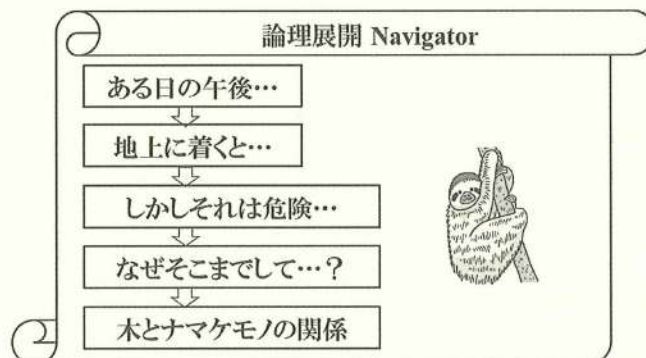 論理展開 Navigator
ある日の午後…
地上に着くと…
しかしそれは危険…
なぜそこまでして…？
木とナマケモノの関係